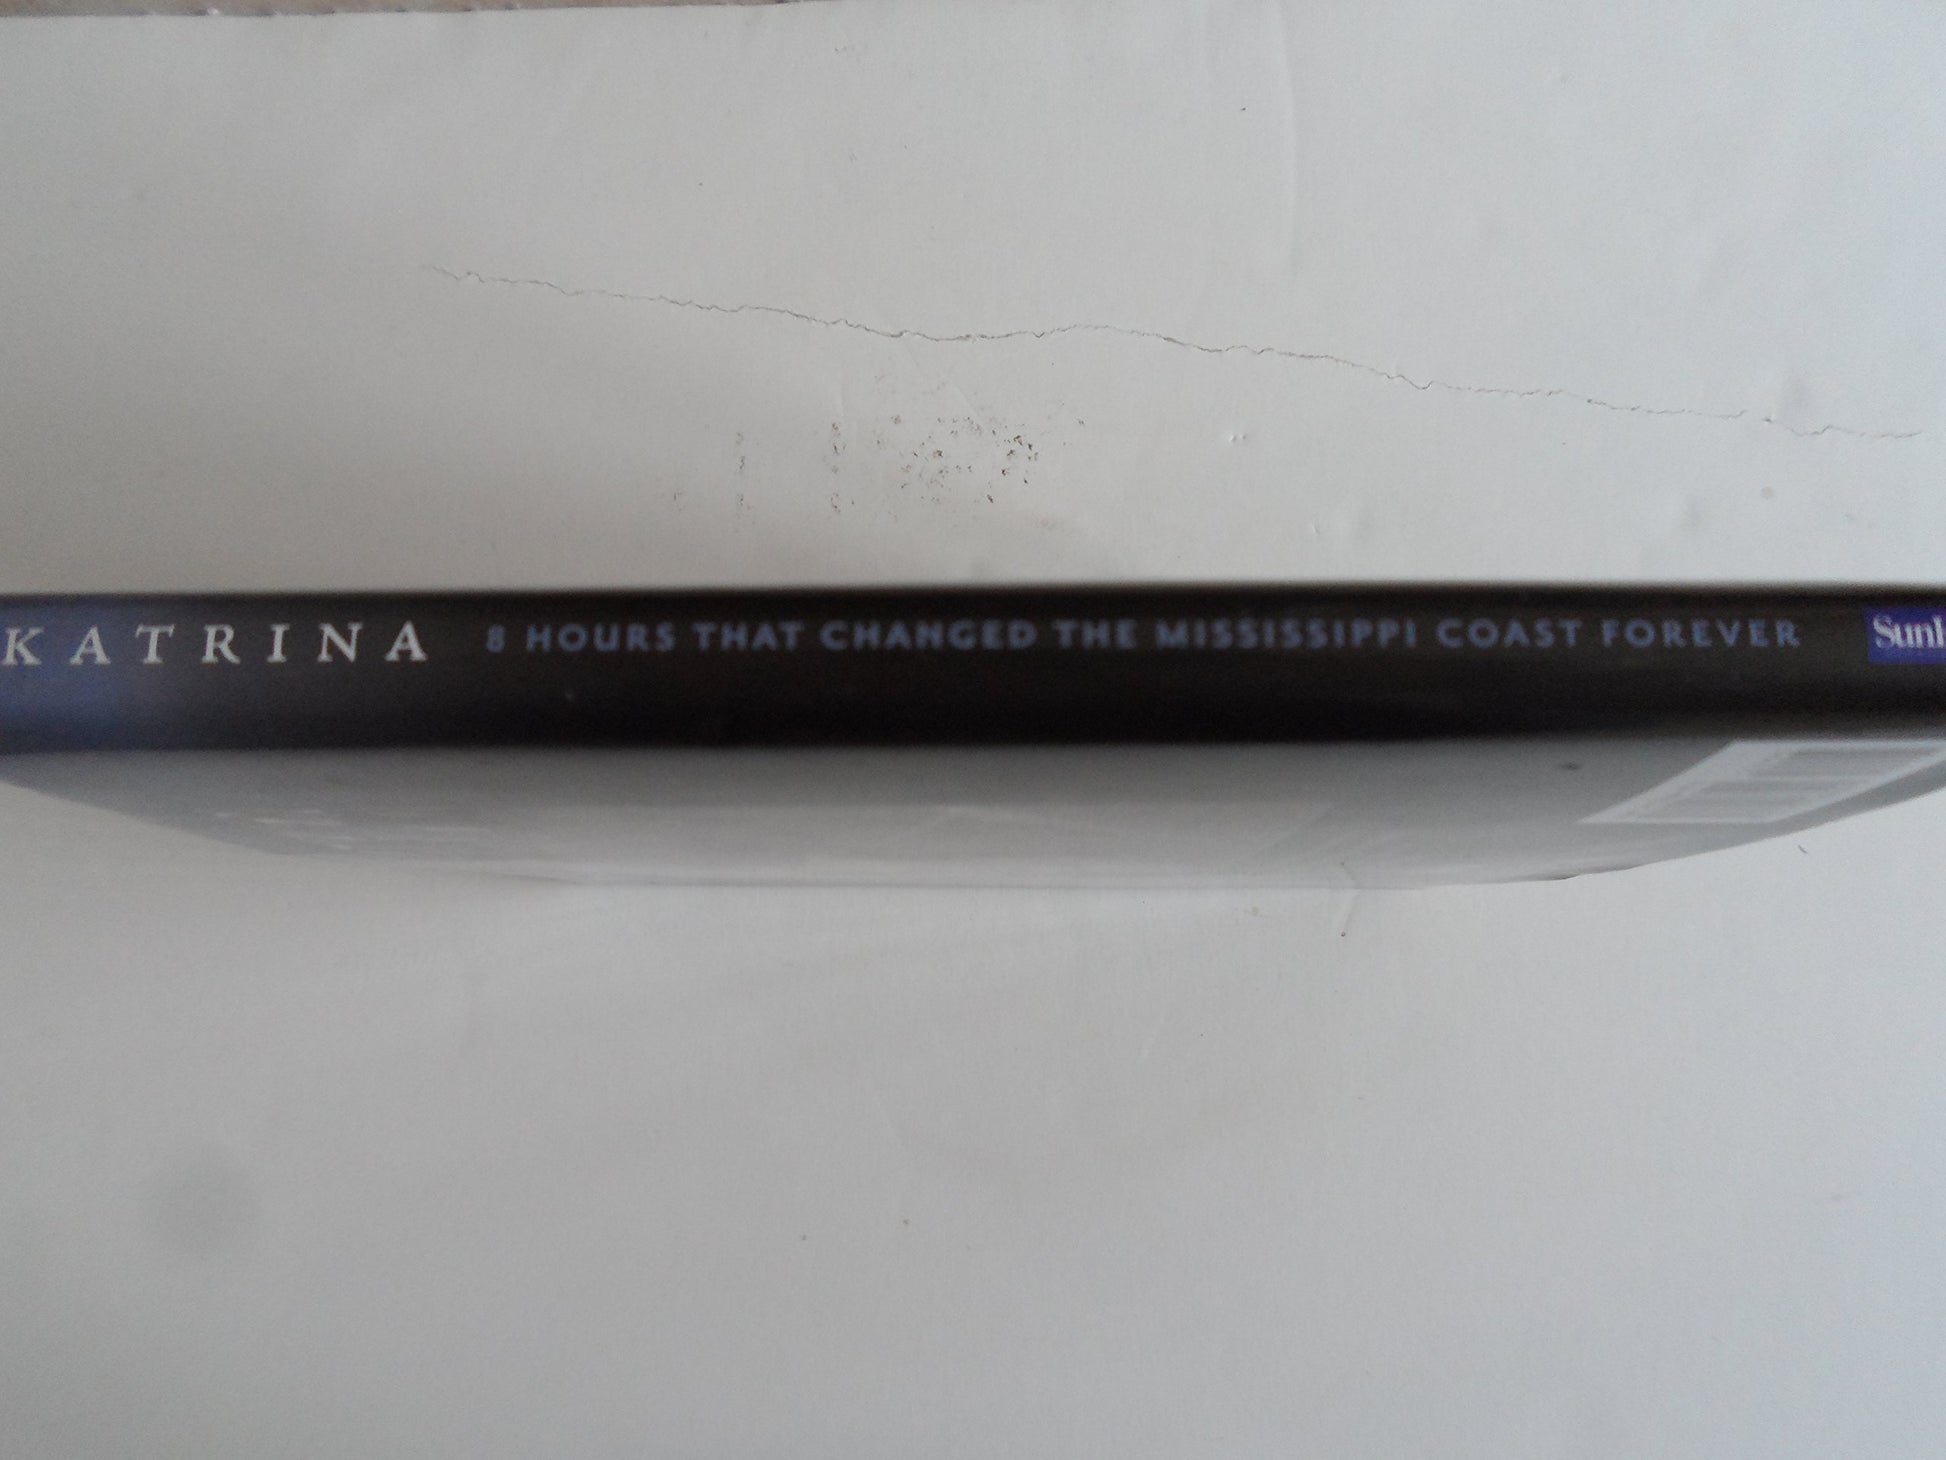 KATRINA 8 HOURS THAT CHANGED THE MISSISSIPPI COAST FOREVER